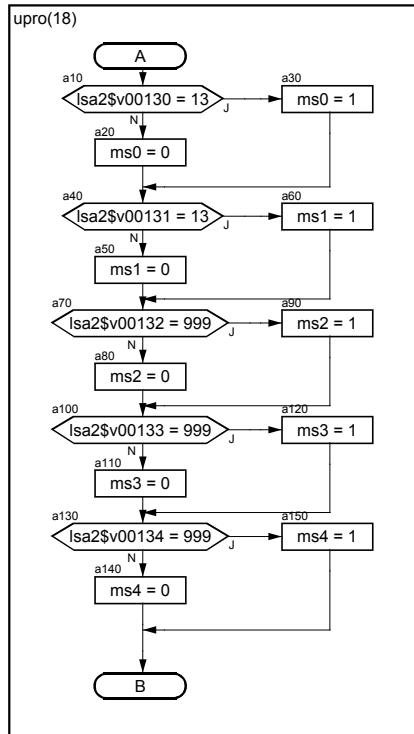 upro(18)
A
a10
lsa2$v00130 = 13
J
N
a30
ms0 = 1
a20
ms0 = 0
a40
lsa2$v00131 = 13
J
N
a60
ms1 = 1
a50
ms1 = 0
a70
lsa2$v00132 = 999
J
N
a90
ms2 = 1
a80
ms2 = 0
a100
lsa2$v00133 = 999
J
N
a120
ms3 = 1
a110
ms3 = 0
a130
lsa2$v00134 = 999
J
N
a150
ms4 = 1
a140
ms4 = 0
B